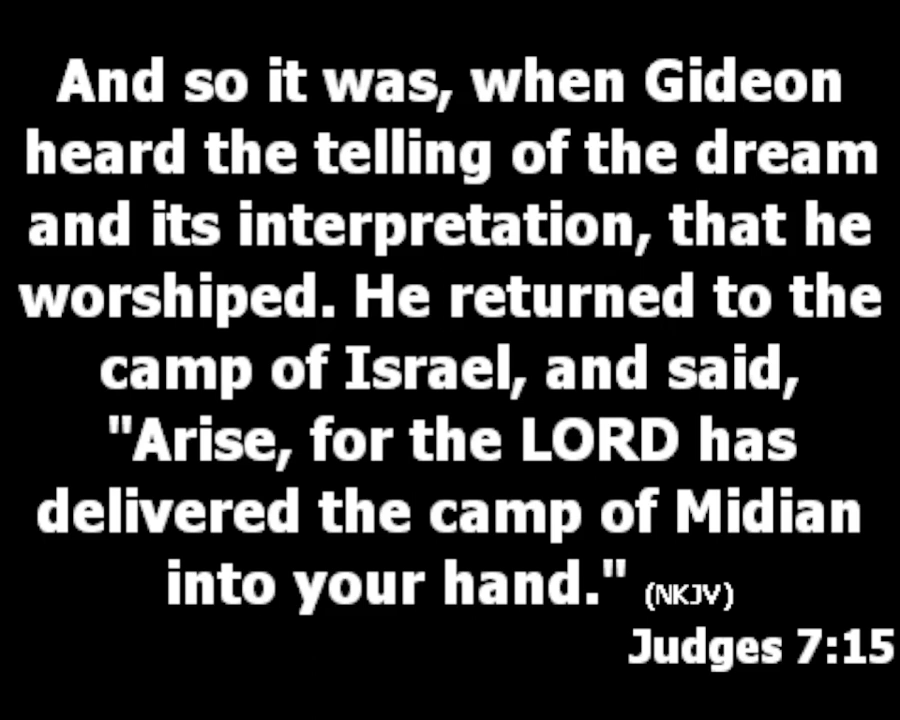 And so it was, when Gideon
heard the telling of the dream
and its interpretation, that he
worshiped. He returned to the
camp of Israel, and said,
"Arise, for the LORD has
delivered the camp of Midian
into your hand." (NKJV)
Judges 7:15